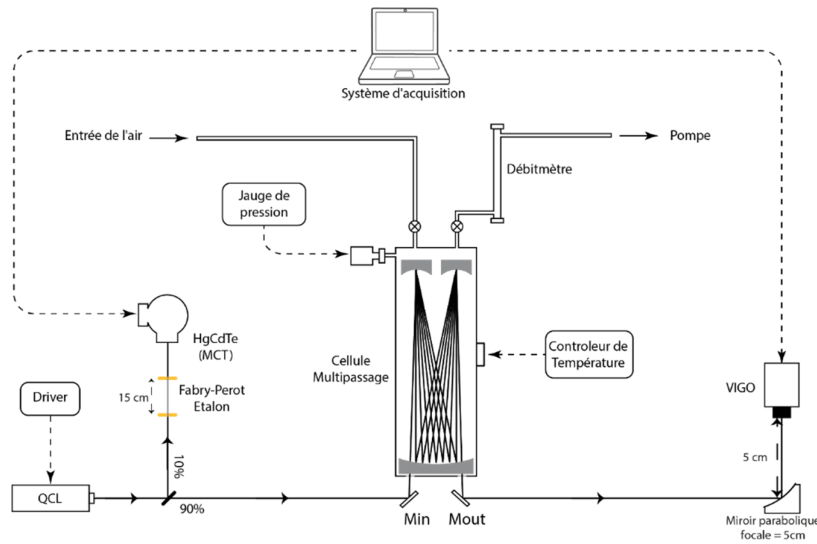 Système d'acquisition
Entrée de l'air
Pompe
Débitmètre
Jauge de
pression
HgCdTe
(MCT)
Cellule
Multipassage
Controleur de
Température
15 cm
Fabry-Perot
Etalon
VIGO
Driver
10%
5 cm
QCL
90%
Min
Mout
Miroir parabolique
focale = 5cm